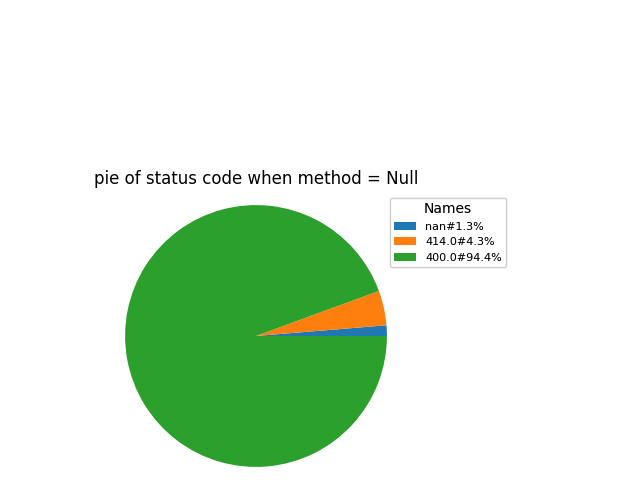 pie of status code when method = Null
Names
nan#1.3%
414.0#4.3%
400.0#94.4%